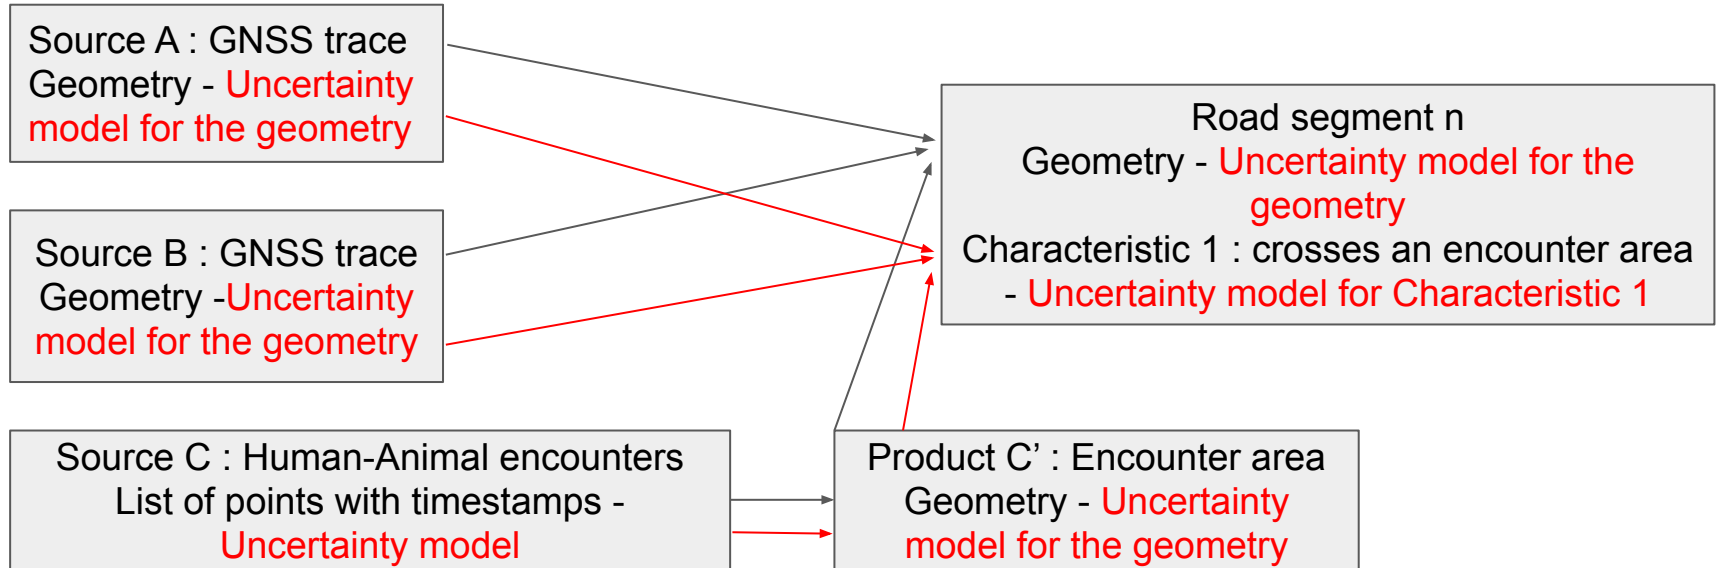 Source A : GNSS trace
Geometry - Uncertainty
model for the geometry
Road segment n
Geometry - Uncertainty model for the
geometry
Characteristic 1 : crosses an encounter area
- Uncertainty model for Characteristic 1
Source B : GNSS trace
Geometry -Uncertainty
model for the geometry
Source C : Human-Animal encounters
List of points with timestamps -
Uncertainty model
Product C’ : Encounter area
Geometry - Uncertainty
model for the geometry